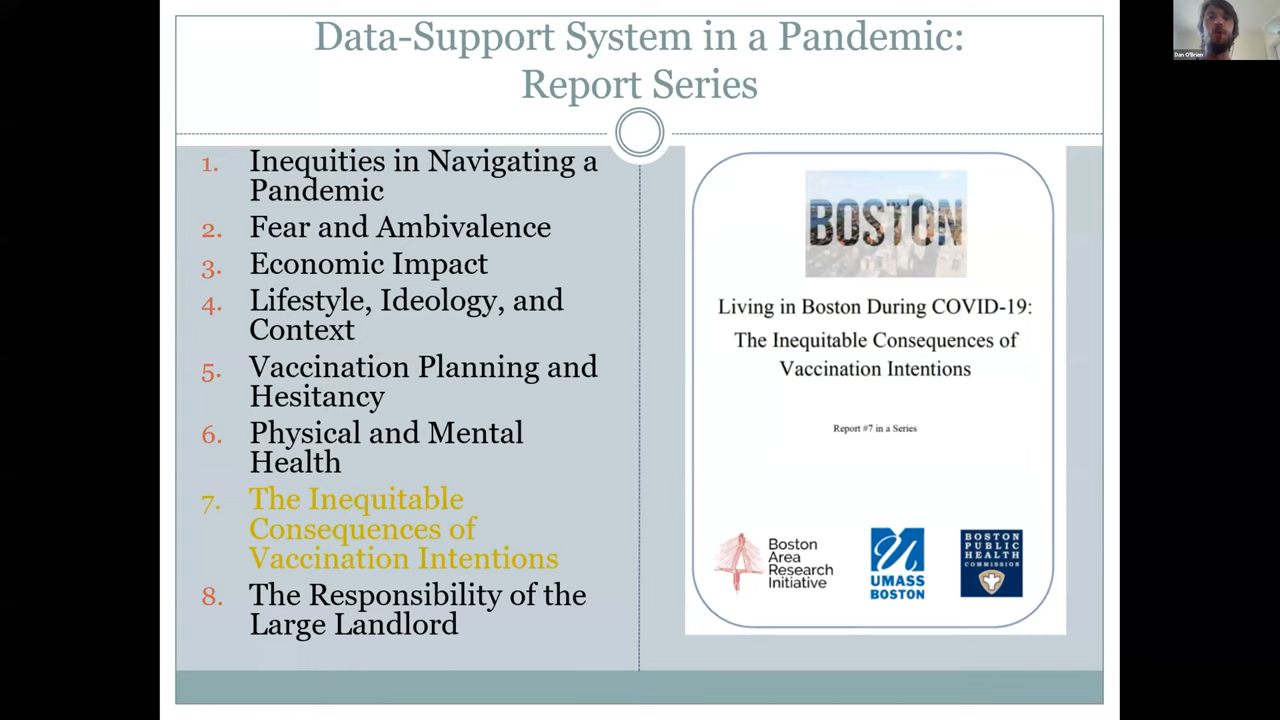 Data-Support System in a Pandemic:
Report Series
1. Inequities in Navigating a
Pandemic
2. Fear and Ambivalence
3. Economic Impact
4. Lifestyle, Ideology, and
Context
5. Vaccination Planning and
Hesitancy
6. Physical and Mental
Health
7. The Inequitable
Consequences of
Vaccination Intentions
8. The Responsibility of the
Large Landlord
BOSTON
Living in Boston During COVID-19:
The Inequitable Consequences of
Vaccination Intentions
Report #7 in a Series
Boston
Area
Research
Initiative
UMASS
BOSTON
BOSTON
PUBLIC
HEALTH
COMMISSION
Dan O'Brien